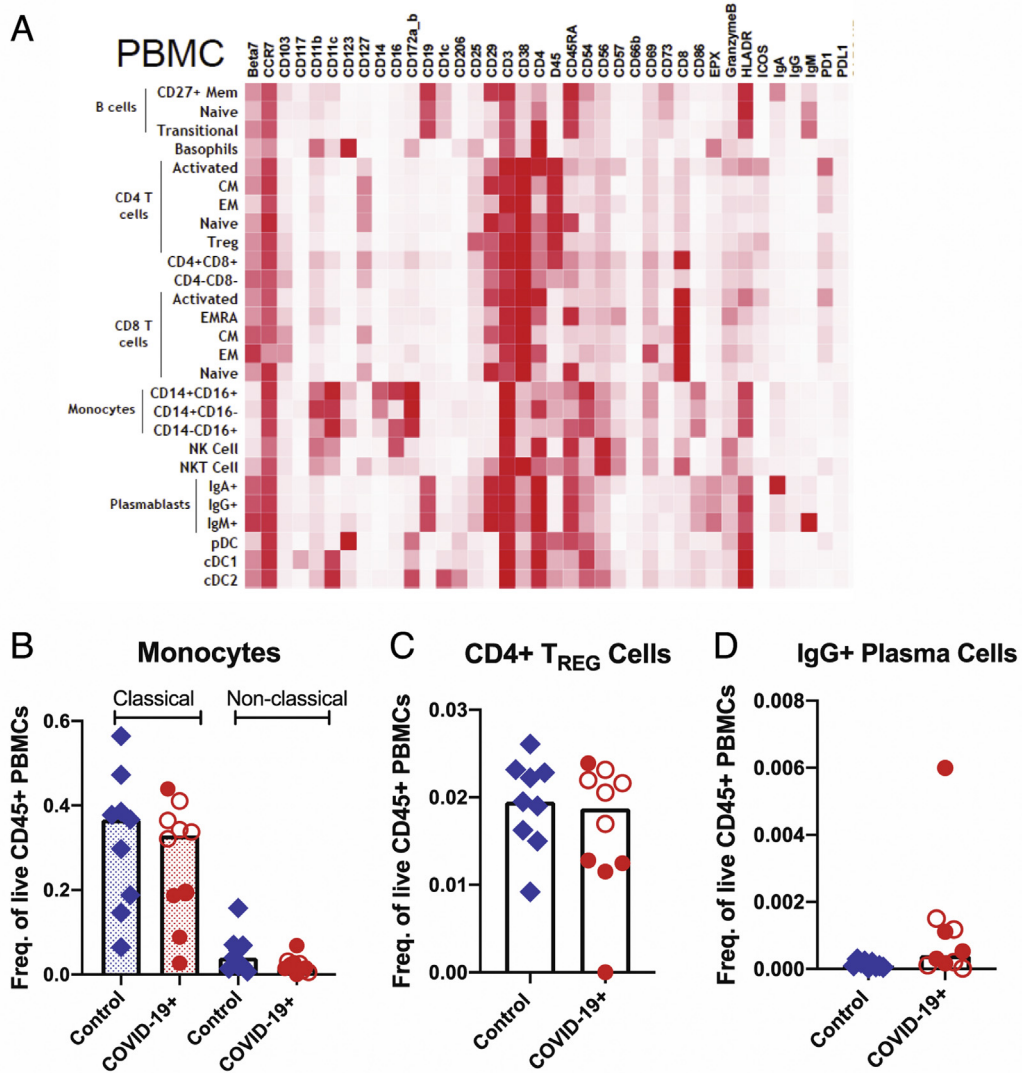 A
PBMC
Beta7 CCR7 CD103 CD117 CD11b CD11c CD123 CD127 CD14 CD16 CD172a_b CD19 CD1c CD206 CD25 CD29 CD3 CD38 CD4 D45 CD45RA CD54 CD56 CD57 CD66b CD69 CD73 CD8 CD86 EPX GranzymeB HLADR ICOS IgA IgG IgM PD1 PDL1
B cells
CD27+ Mem
Naive
Transitional
Basophils
CD4 T
cells
Activated
CM
EM
Naive
Treg
CD4+CD8+
CD4-CD8-
CD8 T
cells
Activated
EMRA
CM
EM
Naive
Monocytes
CD14+CD16+
CD14+CD16-
CD14-CD16+
NK Cell
NKT Cell
Plasmablasts
IgA+
IgG+
IgM+
pDC
cDC1
cDC2
B
Monocytes
Classical
Non-classical
Freq. of live CD45+ PBMCs
0.6
0.4
0.2
0.0
Control
COVID-19+
Control
COVID-19+
C
CD4+ TREG Cells
Freq. of live CD45+ PBMCs
0.03
0.02
0.01
0.00
Control
COVID-19+
D
IgG+ Plasma Cells
Freq. of live CD45+ PBMCs
0.008
0.006
0.004
0.002
0.000
Control
COVID-19+